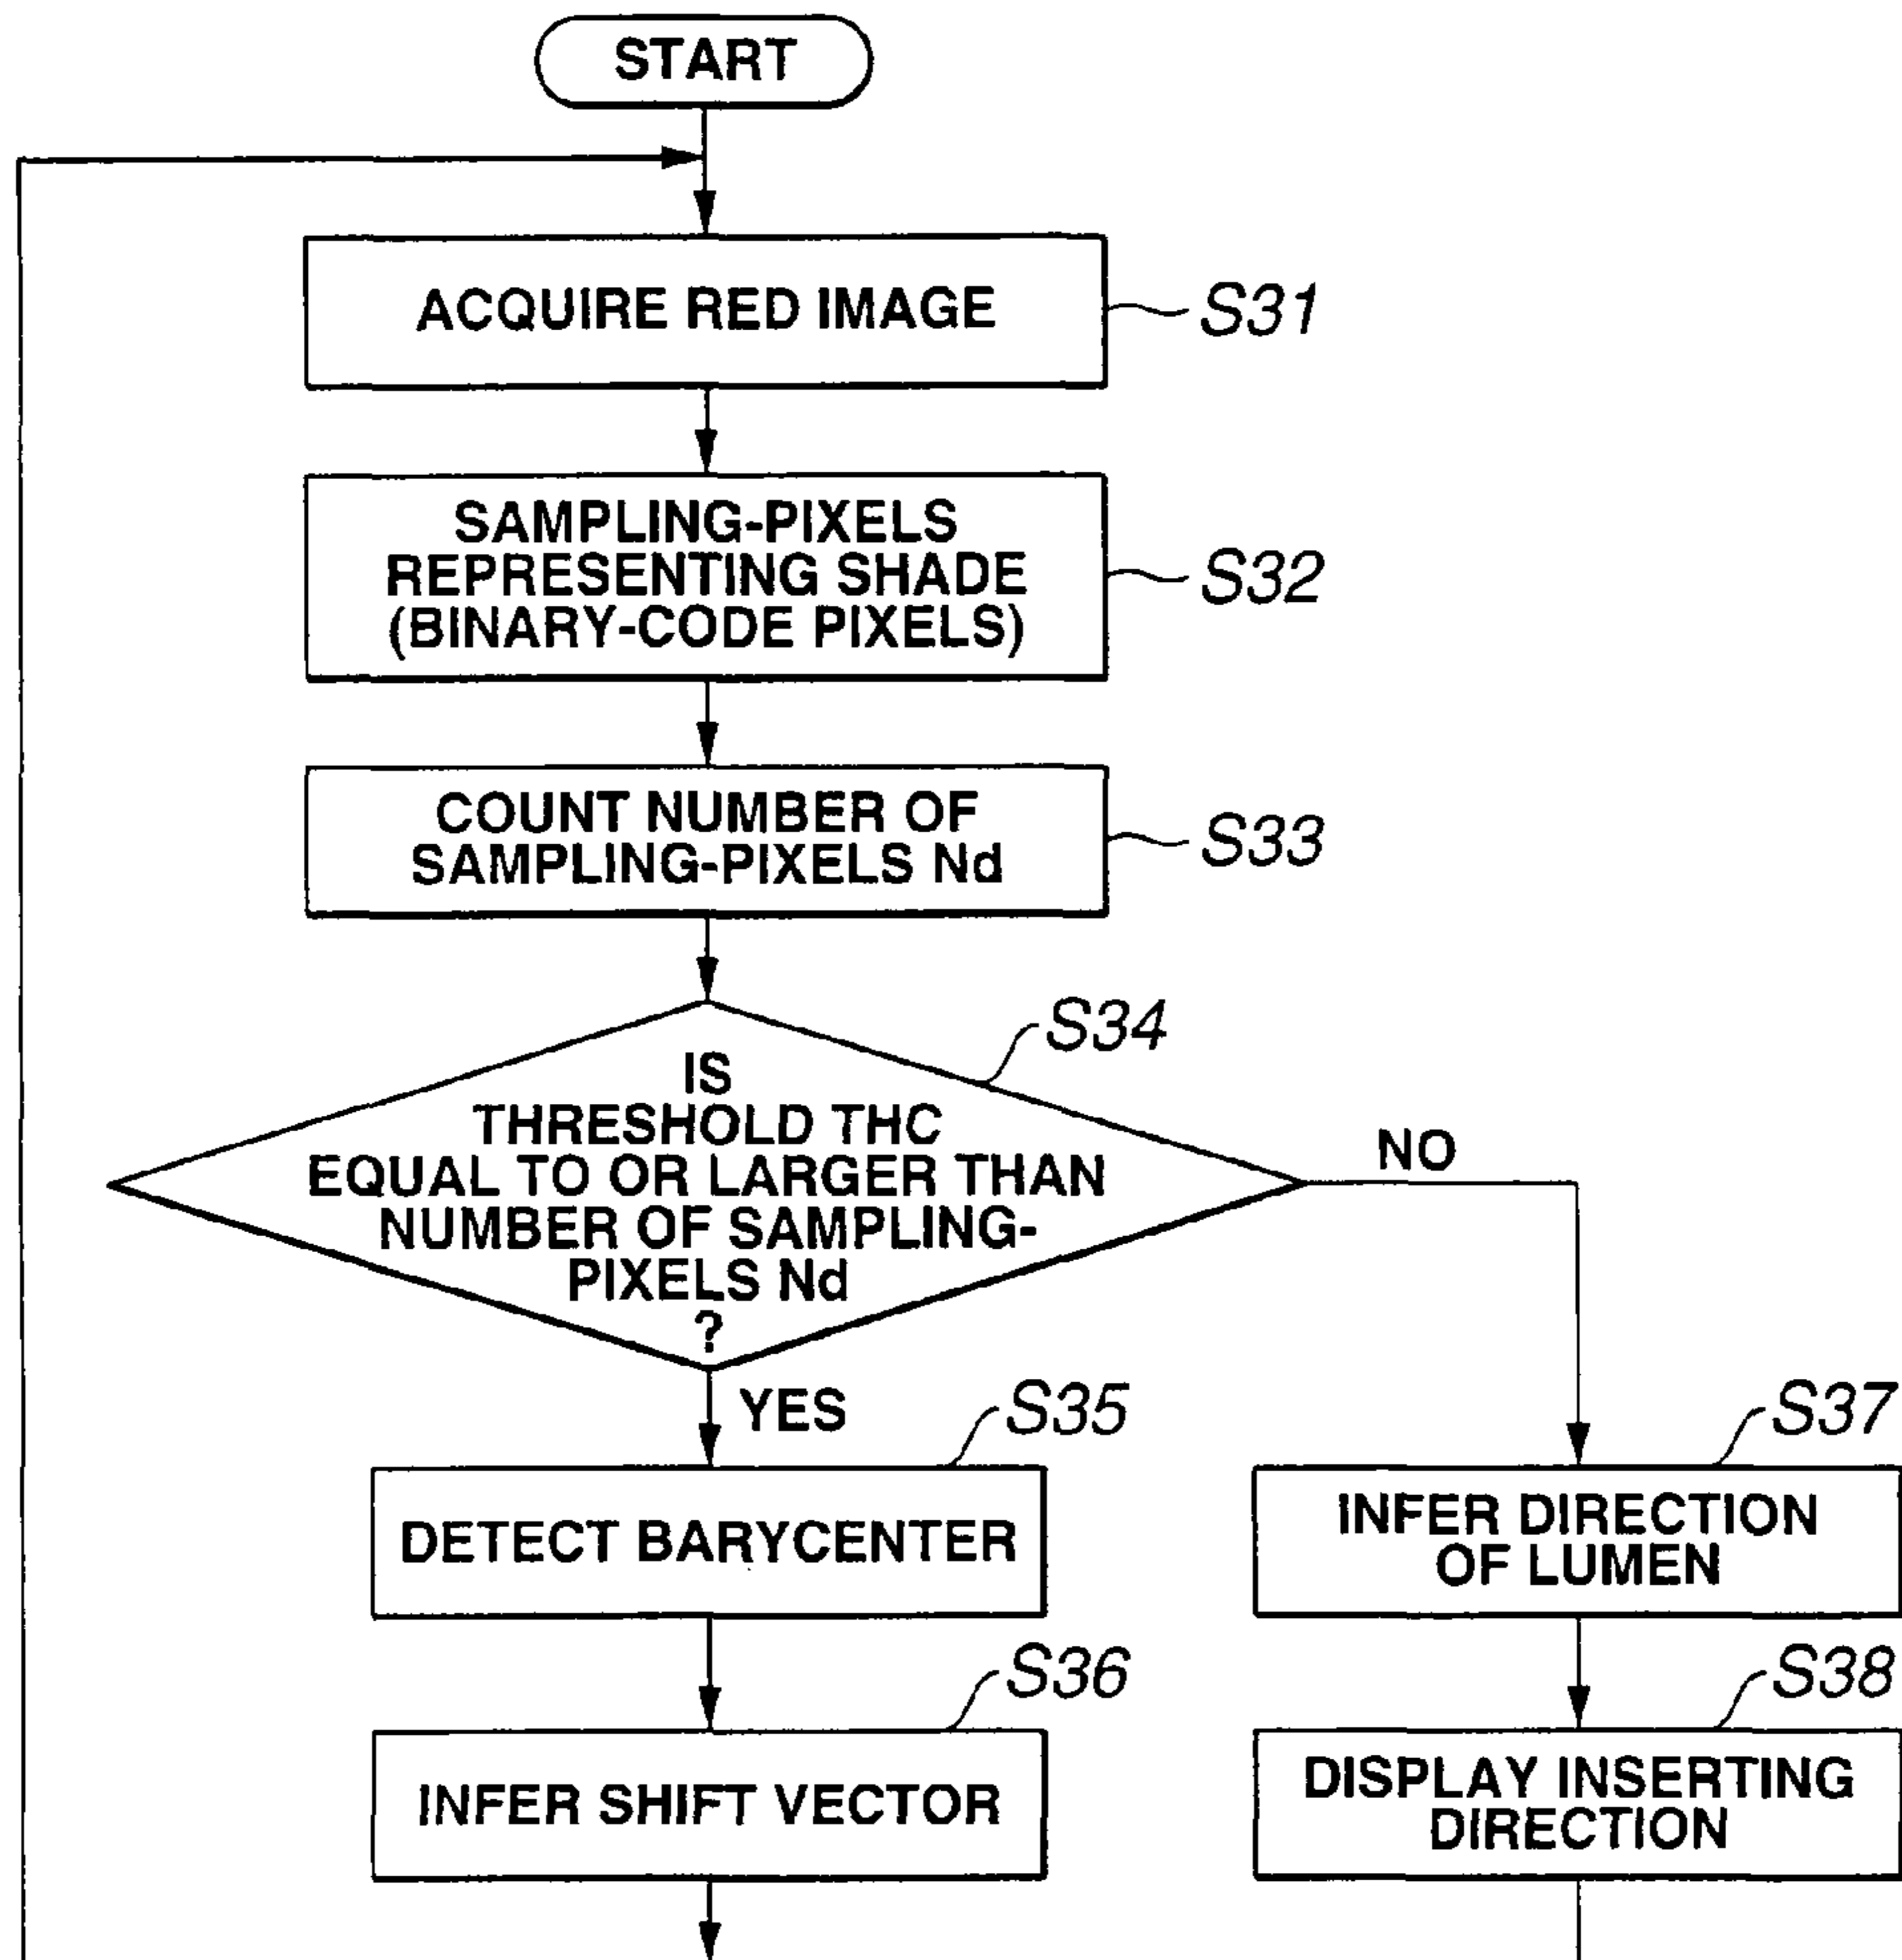 START
ACQUIRE RED IMAGE
S31
SAMPLING-PIXELS
REPRESENTING SHADE
(BINARY-CODE PIXELS)
S32
COUNT NUMBER OF
SAMPLING-PIXELS Nd
S33
S34
IS
THRESHOLD THC
EQUAL TO OR LARGER THAN
NUMBER OF SAMPLING-
PIXELS Nd
?
NO
YES
S35
DETECT BARYCENTER
S37
INFER DIRECTION
OF LUMEN
S36
INFER SHIFT VECTOR
S38
DISPLAY INSERTING
DIRECTION